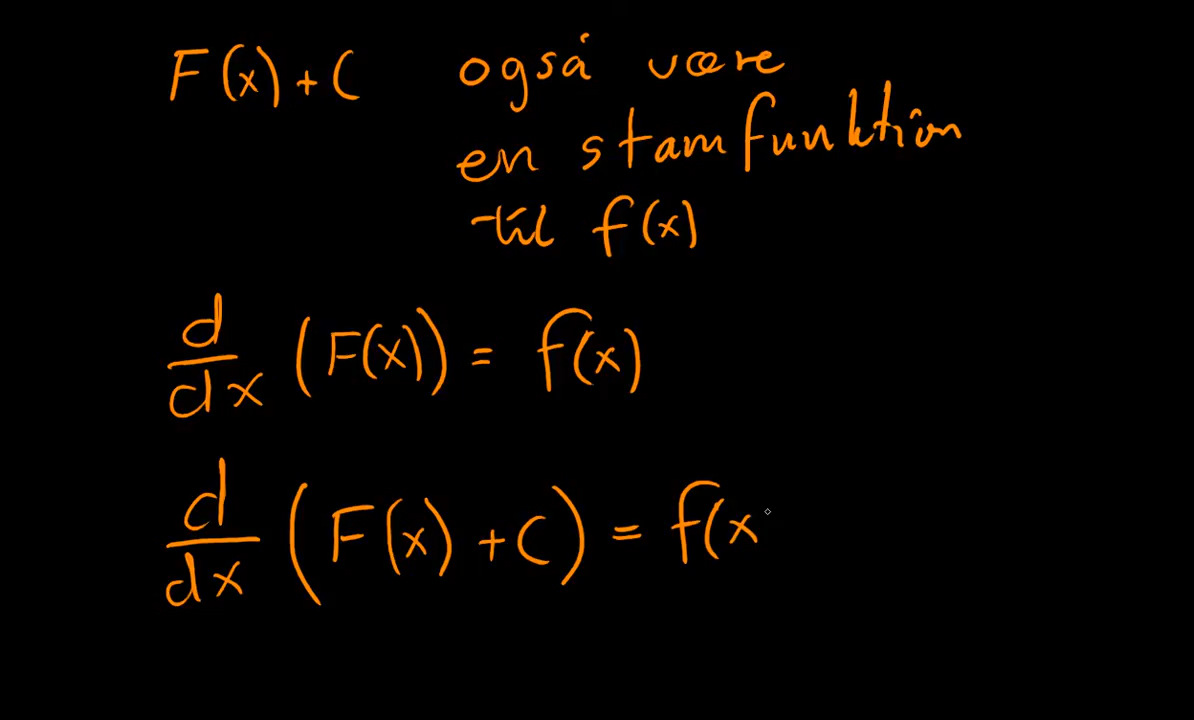 F(x) + C også være
en stamfunktion
til f(x)
d/dx (F(x)) = f(x)
d/dx (F(x) + C) = f(x